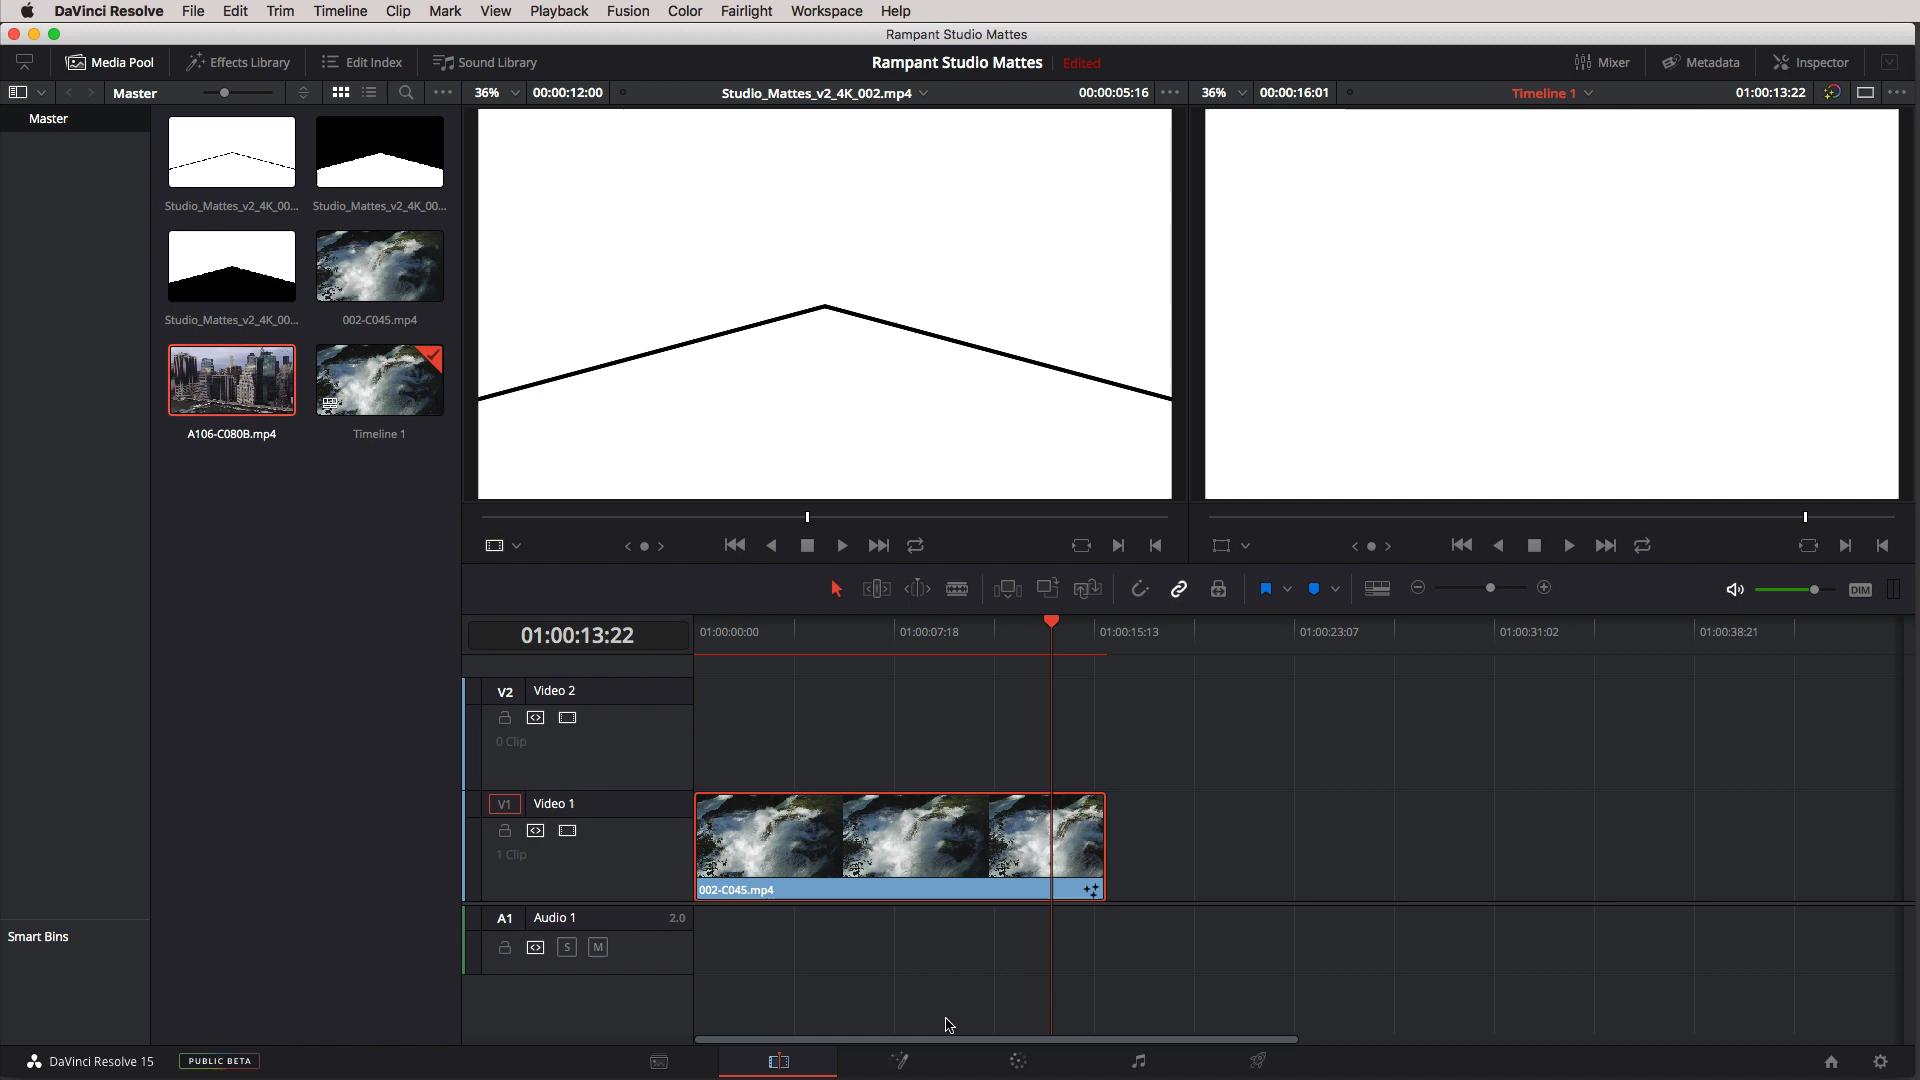 DaVinci Resolve File Edit Trim Timeline Clip Mark View Playback Fusion Color Fairlight Workspace Help
Rampant Studio Mattes
Media Pool Effects Library Edit Index Sound Library Rampant Studio Mattes Edited Mixer Metadata Inspector
Master 36% 00:00:12:00 Studio_Mattes_v2_4K_002.mp4 00:00:05:16 36% 00:00:16:01 Timeline 1 01:00:13:22
Master
Studio_Mattes_v2_4K_00... Studio_Mattes_v2_4K_00...
Studio_Mattes_v2_4K_00... 002-C045.mp4
A106-C080B.mp4 Timeline 1
DIM
01:00:13:22 01:00:00:00 01:00:07:18 01:00:15:13 01:00:23:07 01:00:31:02 01:00:38:21
V2 Video 2
0 Clip
V1 Video 1
1 Clip
002-C045.mp4
A1 Audio 1 2.0
S M
Smart Bins
DaVinci Resolve 15 PUBLIC BETA